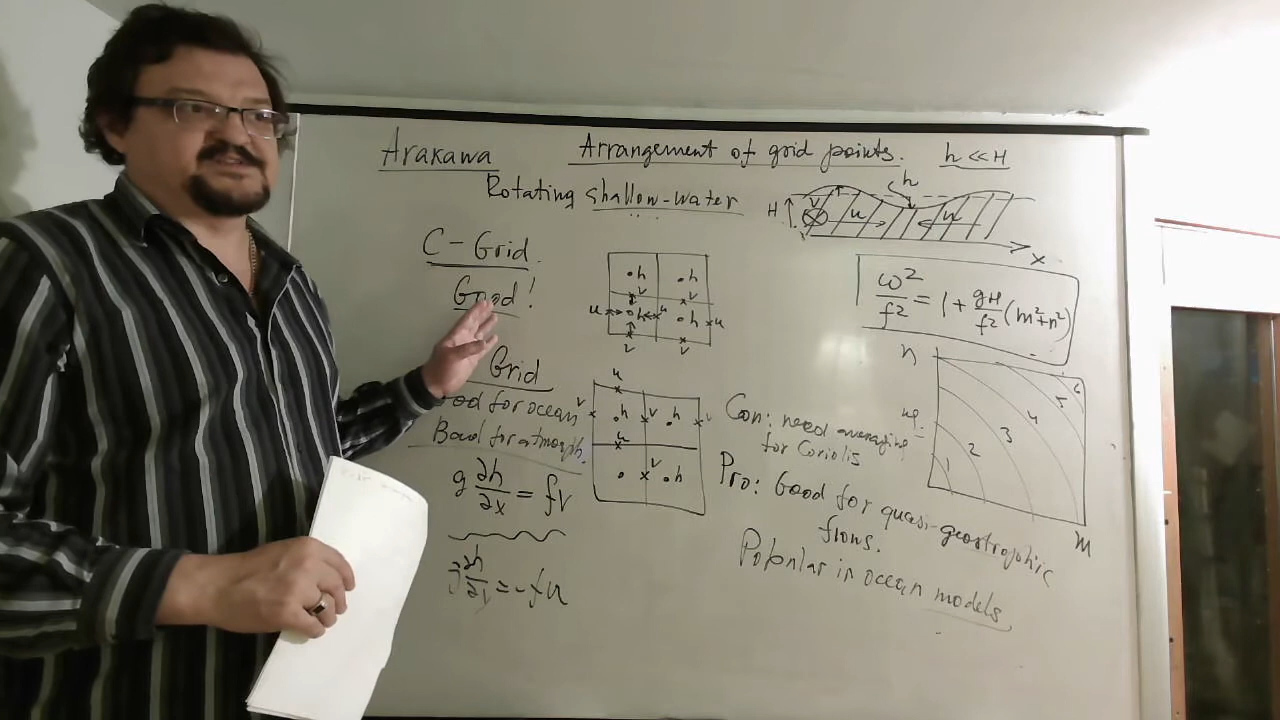 Arakawa Arrangement of grid points. h << H
Rotating shallow-water
h
H v u u
x
C - Grid.
Good!
h h
v v
u h u h u
v v
ω²/f² = 1 + gH/f² (m²+n²)
n
1 2 3 4 5 6
m
Grid
ood for ocean
Bad for atmosph.
u
v h v h v
u
v h
g ∂h/∂x = fv
g ∂h/∂y = -fu
Con: need averaging
for Coriolis
Pro: Good for quasi-geostrophic
flows.
Popular in ocean models.